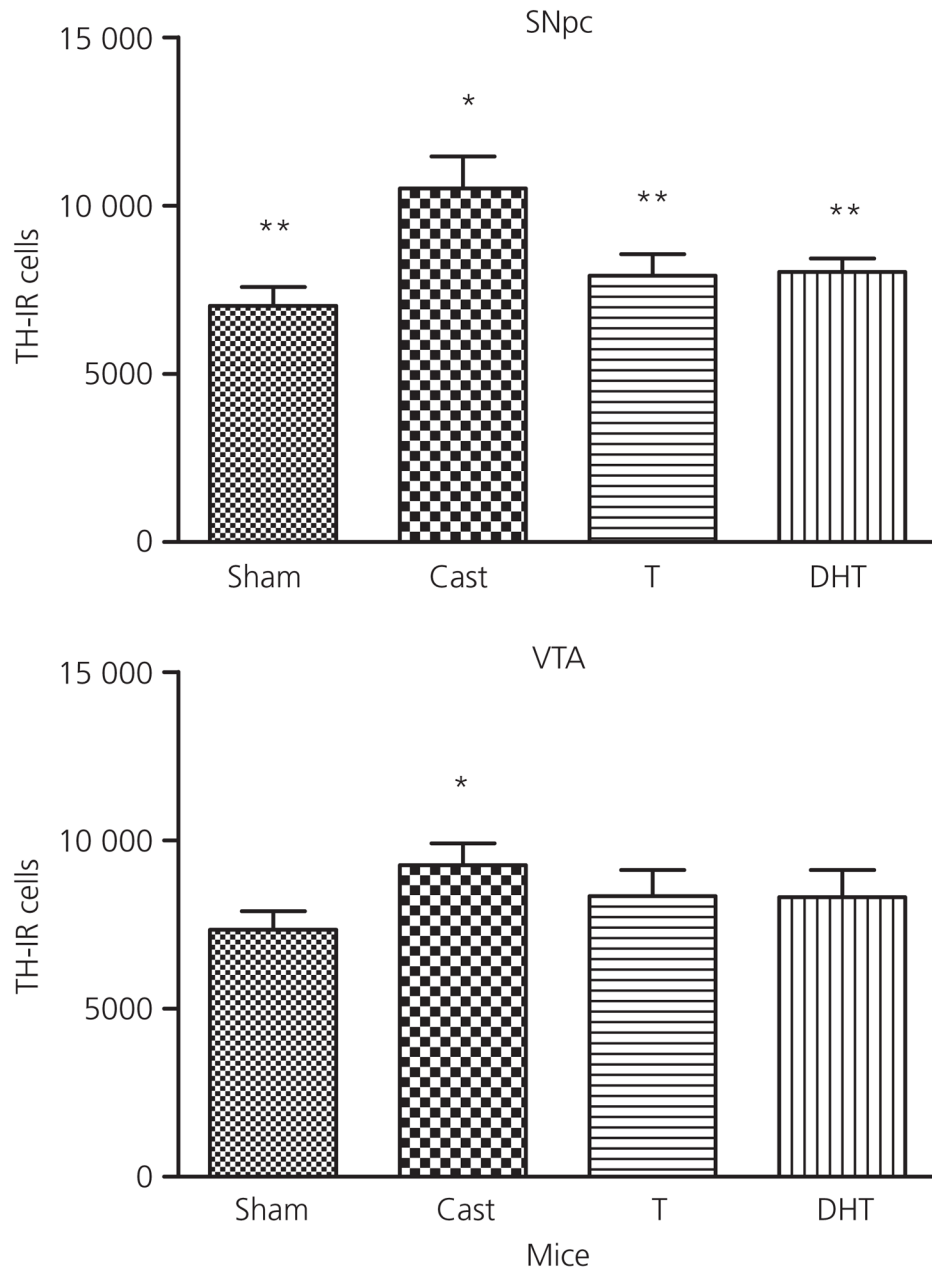 SNpc
15 000
10 000
5000
0
TH-IR cells
**
*
**
**
Sham Cast T DHT
VTA
15 000
10 000
5000
0
TH-IR cells
*
Sham Cast T DHT
Mice